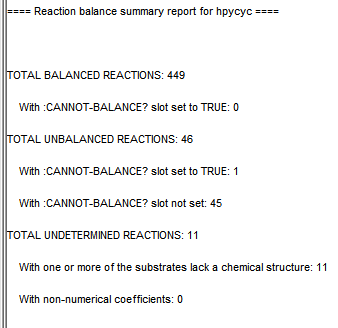 ==== Reaction balance summary report for hpycyc ====
TOTAL BALANCED REACTIONS: 449
With :CANNOT-BALANCE? slot set to TRUE: 0
TOTAL UNBALANCED REACTIONS: 46
With :CANNOT-BALANCE? slot set to TRUE: 1
With :CANNOT-BALANCE? slot not set: 45
TOTAL UNDETERMINED REACTIONS: 11
With one or more of the substrates lack a chemical structure: 11
With non-numerical coefficients: 0